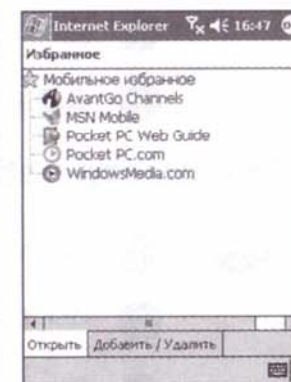 Internet Explorer 16:47
Избранное
Мобильное избранное
AvantGo Channels
MSN Mobile
Pocket PC Web Guide
Pocket PC.com
WindowsMedia.com
Открыть Добавить / Удалить